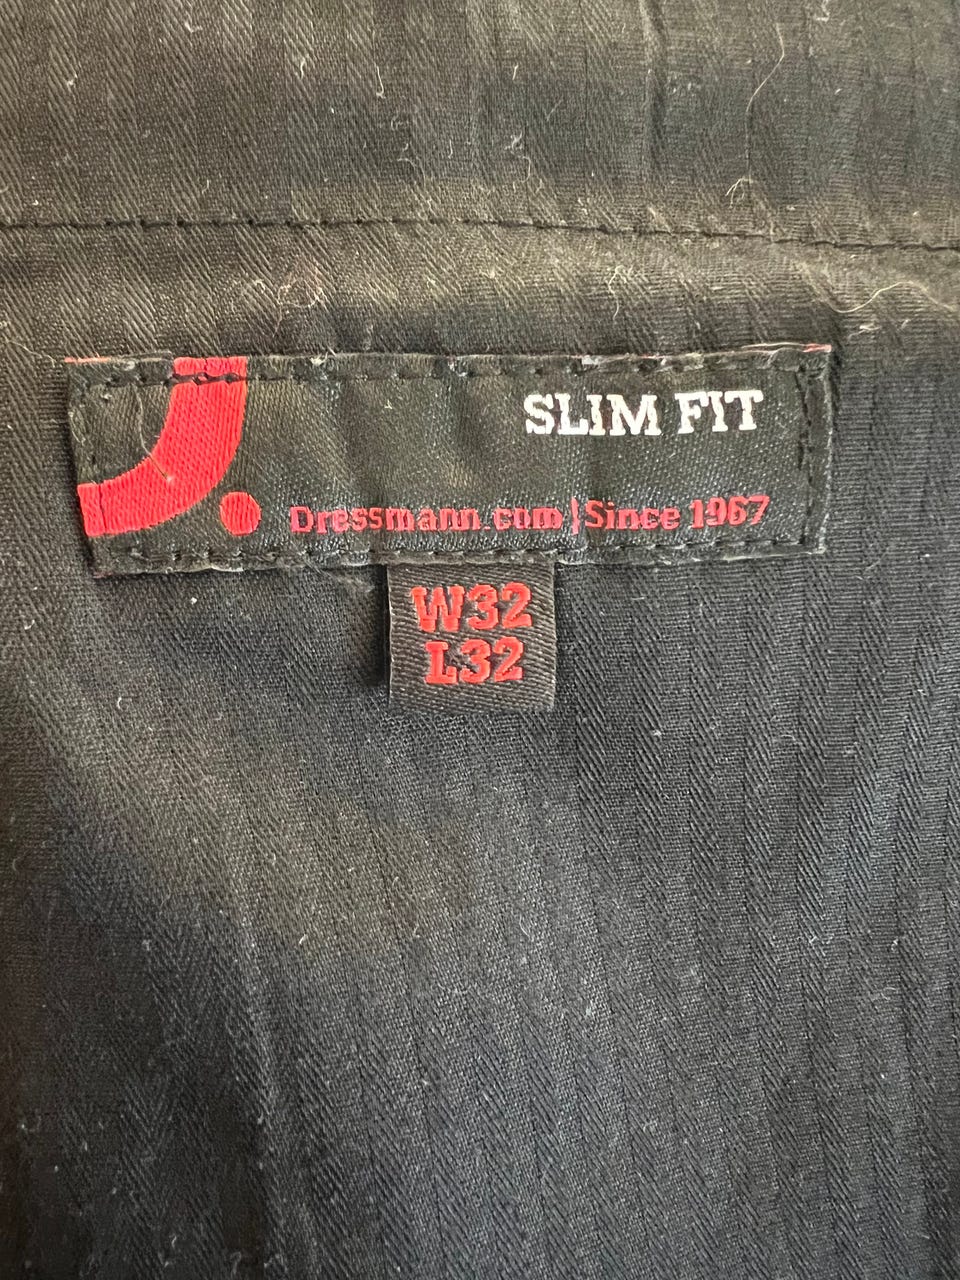 SLIM FIT
Dressmann.com | Since 1967
W32
L32